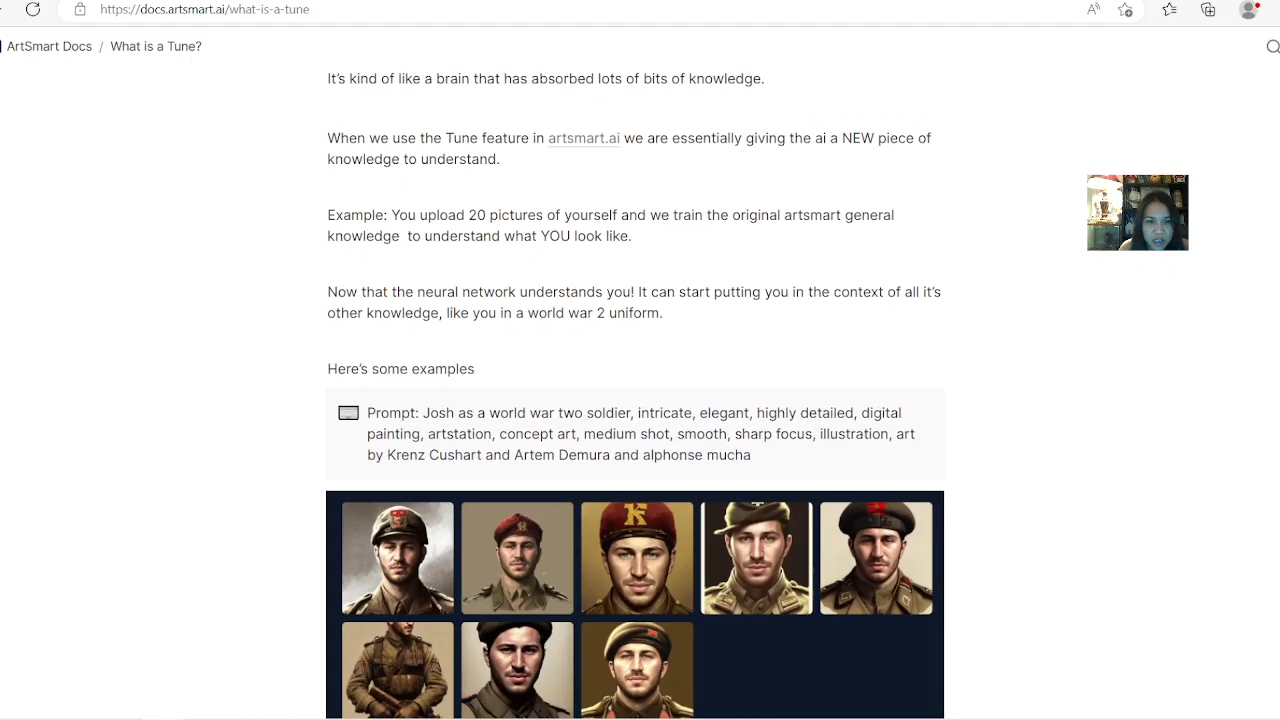 https://docs.artsmart.ai/what-is-a-tune
ArtSmart Docs / What is a Tune?
It's kind of like a brain that has absorbed lots of bits of knowledge.
When we use the Tune feature in artsmart.ai we are essentially giving the ai a NEW piece of
knowledge to understand.
Example: You upload 20 pictures of yourself and we train the original artsmart general
knowledge  to understand what YOU look like.
Now that the neural network understands you! It can start putting you in the context of all it's
other knowledge, like you in a world war 2 uniform.
Here's some examples
Prompt: Josh as a world war two soldier, intricate, elegant, highly detailed, digital
painting, artstation, concept art, medium shot, smooth, sharp focus, illustration, art
by Krenz Cushart and Artem Demura and alphonse mucha